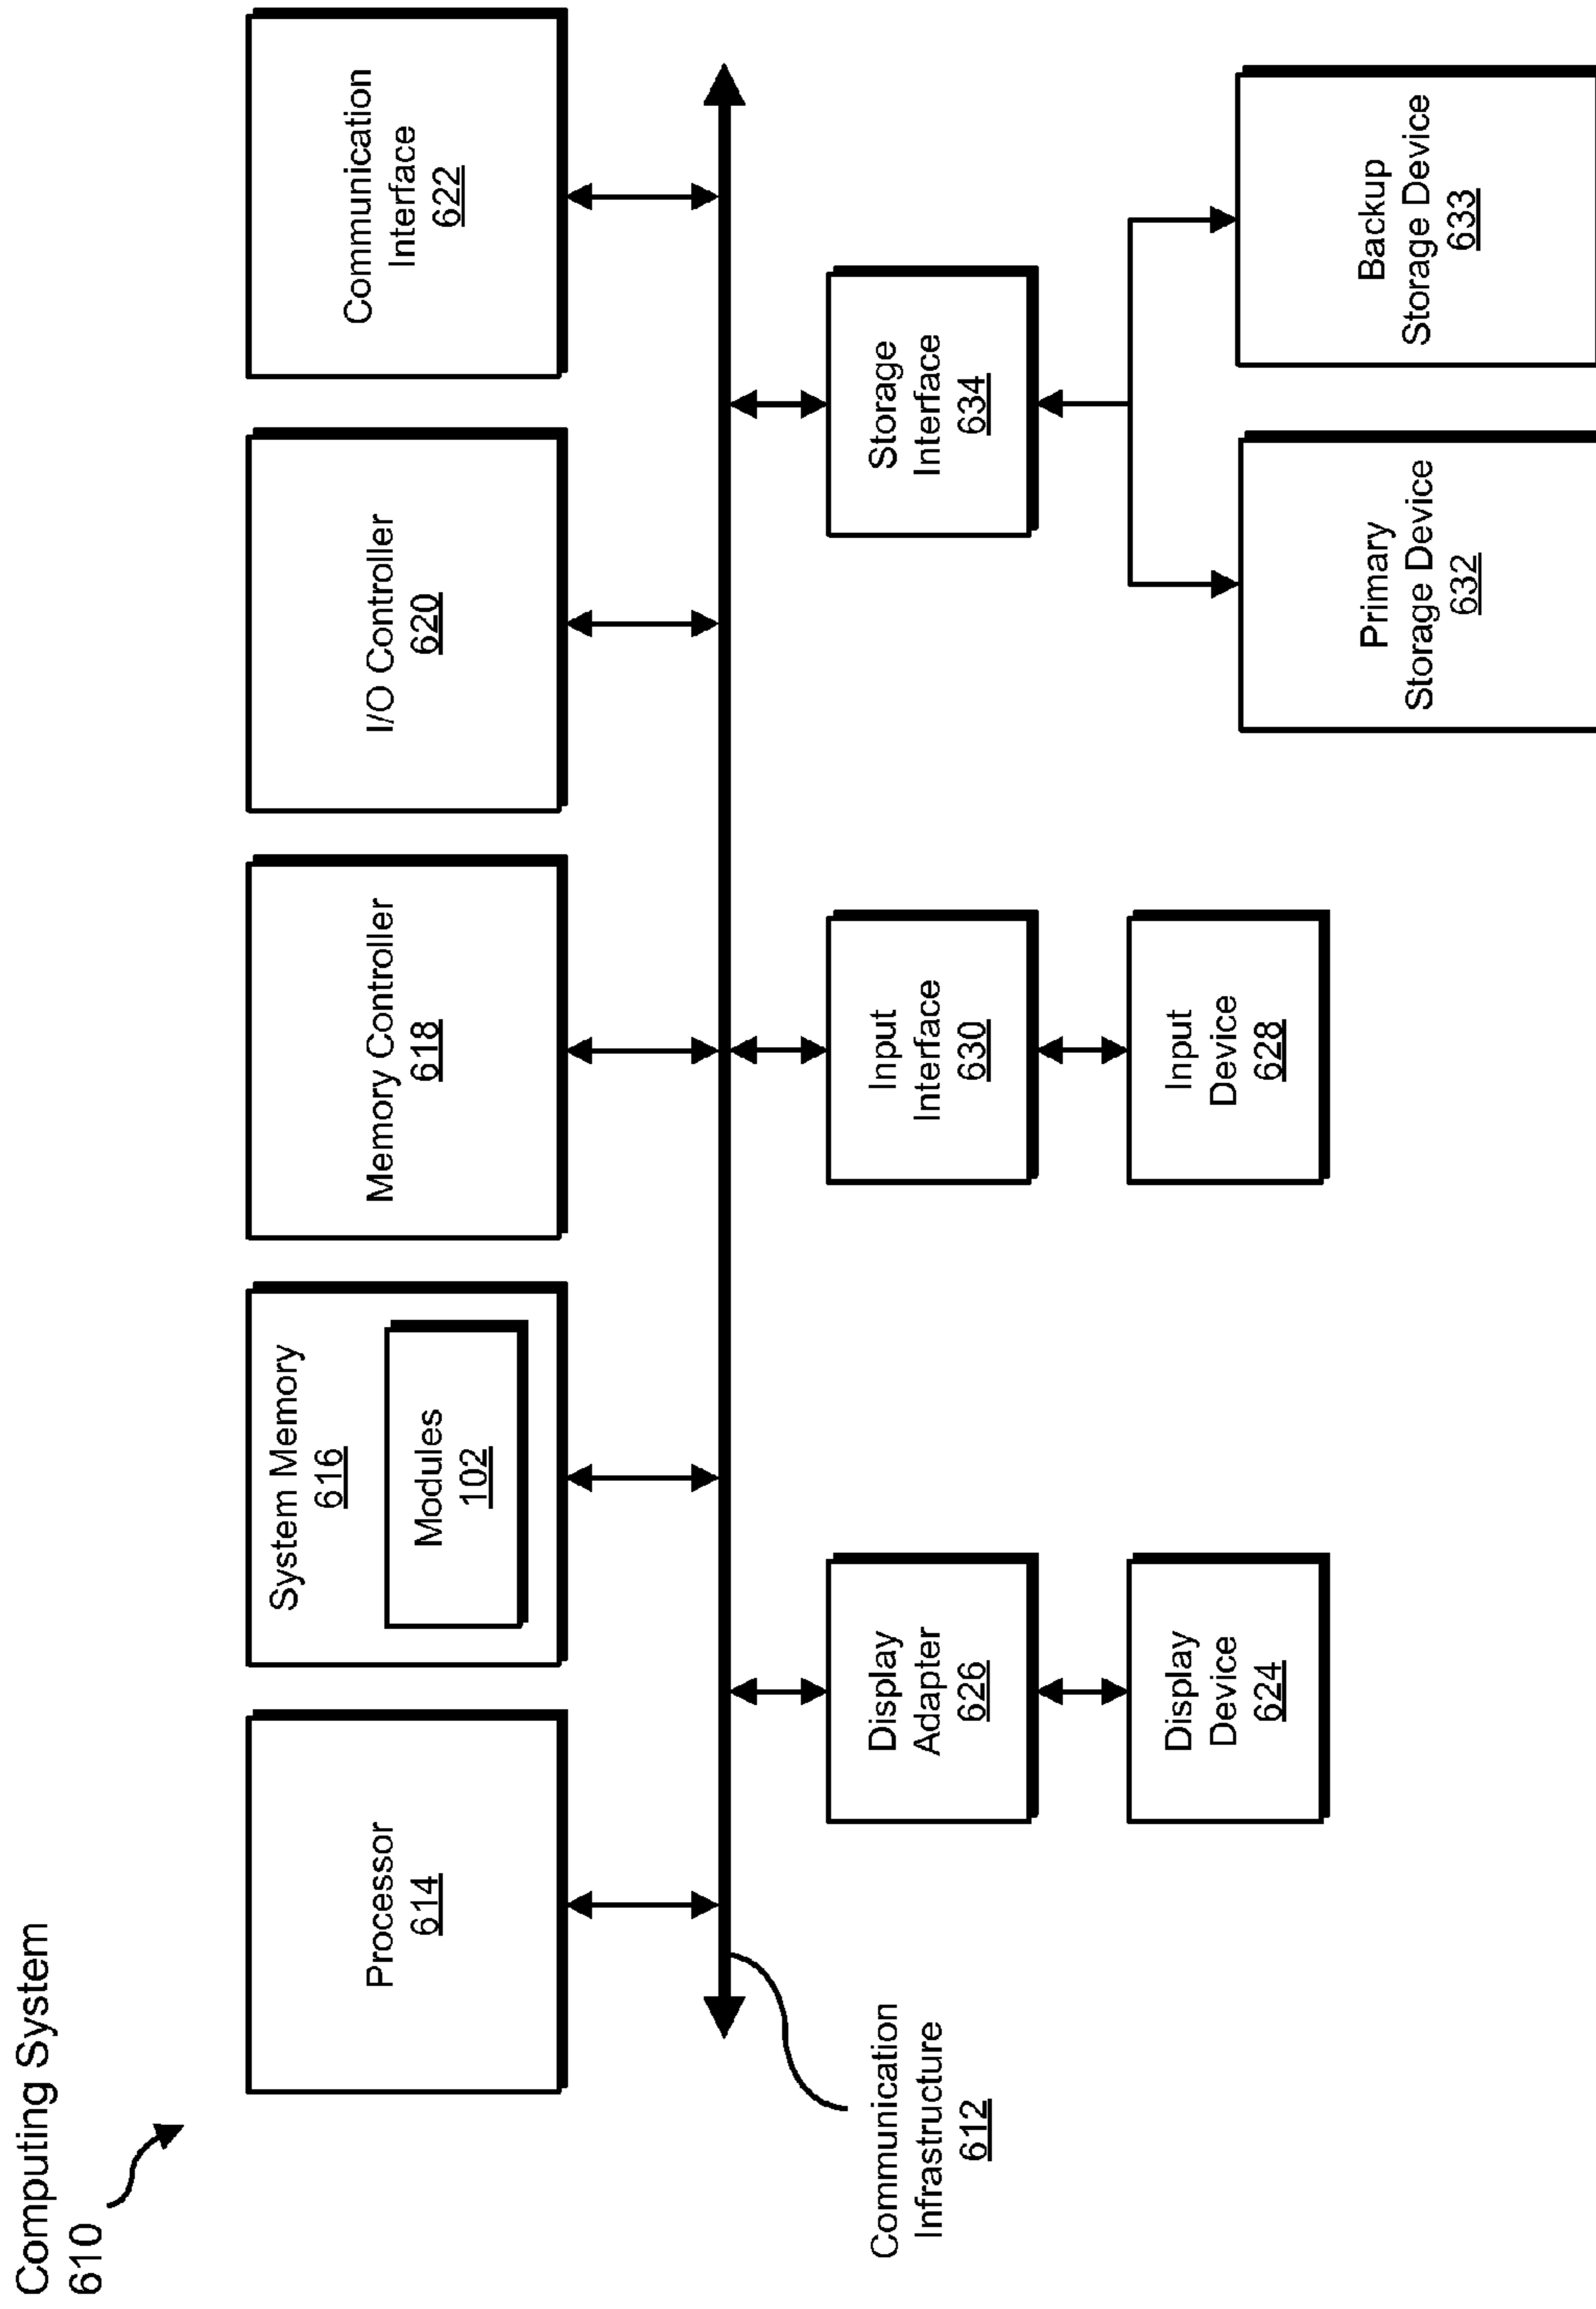 Computing System
610
Processor
614
System Memory
616
Modules
102
Memory Controller
618
I/O Controller
620
Communication
Interface
622
Communication
Infrastructure
612
Display
Adapter
626
Input
Interface
630
Storage
Interface
634
Display
Device
624
Input
Device
628
Primary
Storage Device
632
Backup
Storage Device
633